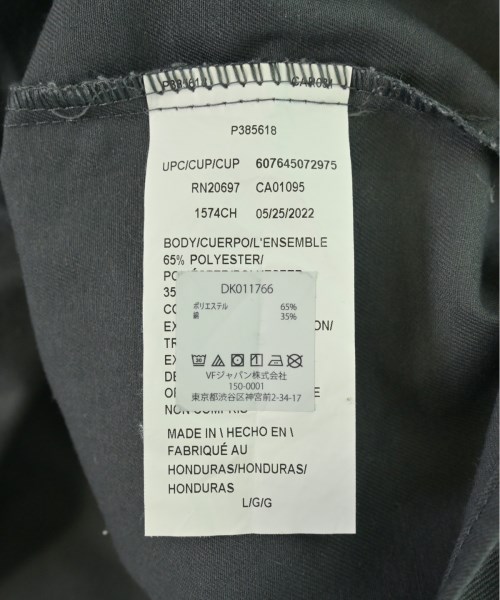 P385618
UPC/CUP/CUP 607645072975
RN20697 CA01095
1574CH 05/25/2022
BODY/CUERPO/L'ENSEMBLE
65% POLYESTER/
35
DK011766
ポリエステル 65%
綿 35%
VFジャパン株式会社
150-0001
東京都渋谷区神宮前2-34-17
NON COMPRIS
MADE IN \ HECHO EN \
FABRIQUÉ AU
HONDURAS/HONDURAS/
HONDURAS
L/G/G